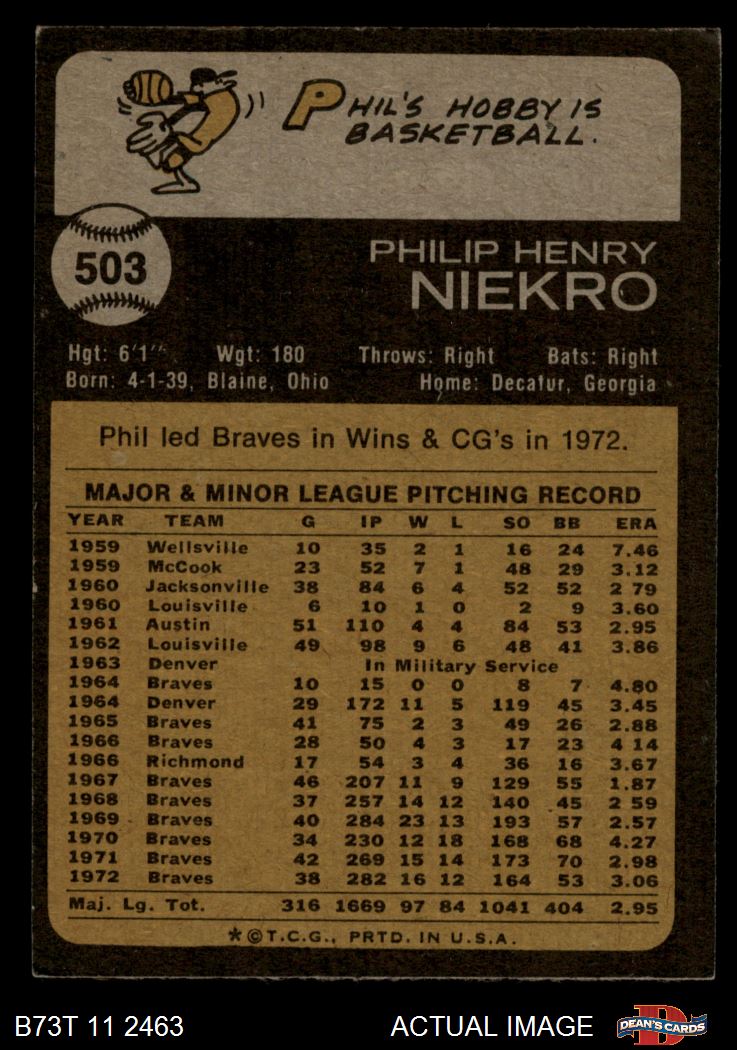 PHIL'S HOBBY IS
BASKETBALL.
503
PHILIP HENRY
NIEKRO
Hgt: 6'1" Wgt: 180 Throws: Right Bats: Right
Born: 4-1-39, Blaine, Ohio Home: Decatur, Georgia
Phil led Braves in Wins & CG's in 1972.
MAJOR & MINOR LEAGUE PITCHING RECORD
YEAR TEAM G IP W L SO BB ERA
1959 Wellsville 10 35 2 1 16 24 7.46
1959 McCook 23 52 7 1 48 29 3.12
1960 Jacksonville 38 84 6 4 52 52 2 79
1960 Louisville 6 10 1 0 2 9 3.60
1961 Austin 51 110 4 4 84 53 2.95
1962 Louisville 49 98 9 6 48 41 3.86
1963 Denver In Military Service
1964 Braves 10 15 0 0 8 7 4.80
1964 Denver 29 172 11 5 119 45 3.45
1965 Braves 41 75 2 3 49 26 2.88
1966 Braves 28 50 4 3 17 23 4 14
1966 Richmond 17 54 3 4 36 16 3.67
1967 Braves 46 207 11 9 129 55 1.87
1968 Braves 37 257 14 12 140 45 2 59
1969 Braves 40 284 23 13 193 57 2.57
1970 Braves 34 230 12 18 168 68 4.27
1971 Braves 42 269 15 14 173 70 2.98
1972 Braves 38 282 16 12 164 53 3.06
Maj. Lg. Tot. 316 1669 97 84 1041 404 2.95
*©T.C.G., PRTD. IN U.S.A.
B73T 11 2463 ACTUAL IMAGE D DEAN'S CARDS